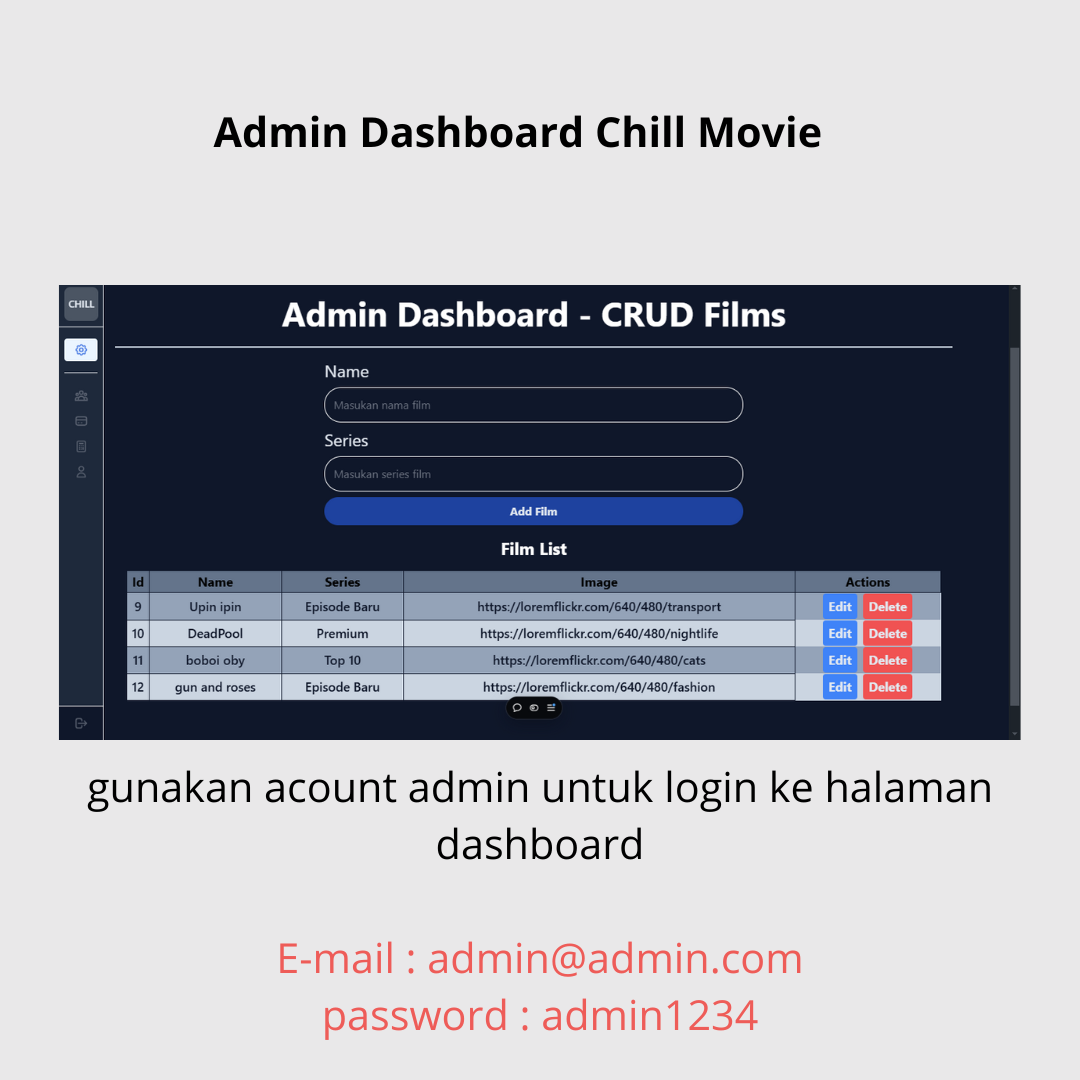 Admin Dashboard Chill Movie
CHILL
Admin Dashboard - CRUD Films
Name
Masukan nama film
Series
Masukan series film
Add Film
Film List
Id Name Series Image Actions
9 Upin ipin Episode Baru https://loremflickr.com/640/480/transport Edit Delete
10 DeadPool Premium https://loremflickr.com/640/480/nightlife Edit Delete
11 boboi oby Top 10 https://loremflickr.com/640/480/cats Edit Delete
12 gun and roses Episode Baru https://loremflickr.com/640/480/fashion Edit Delete
gunakan acount admin untuk login ke halaman
dashboard
E-mail : admin@admin.com
password : admin1234